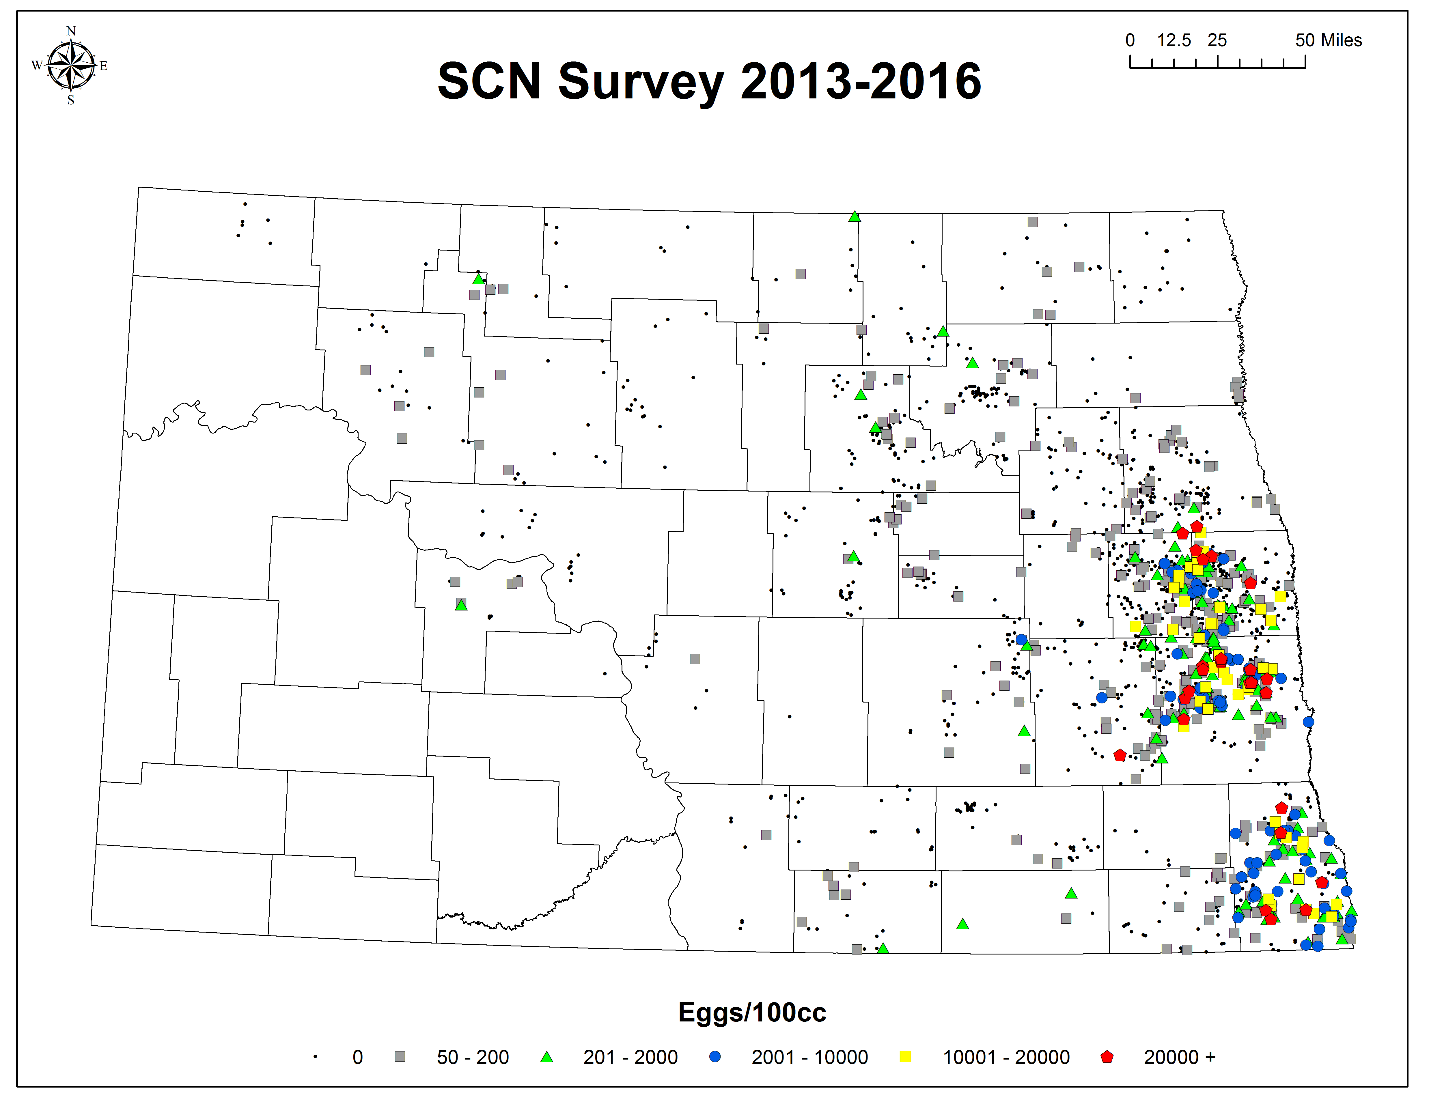 N
W E
S
0 12.5 25 50 Miles
SCN Survey 2013-2016
Eggs/100cc
0 50 - 200 201 - 2000 2001 - 10000 10001 - 20000 20000 +